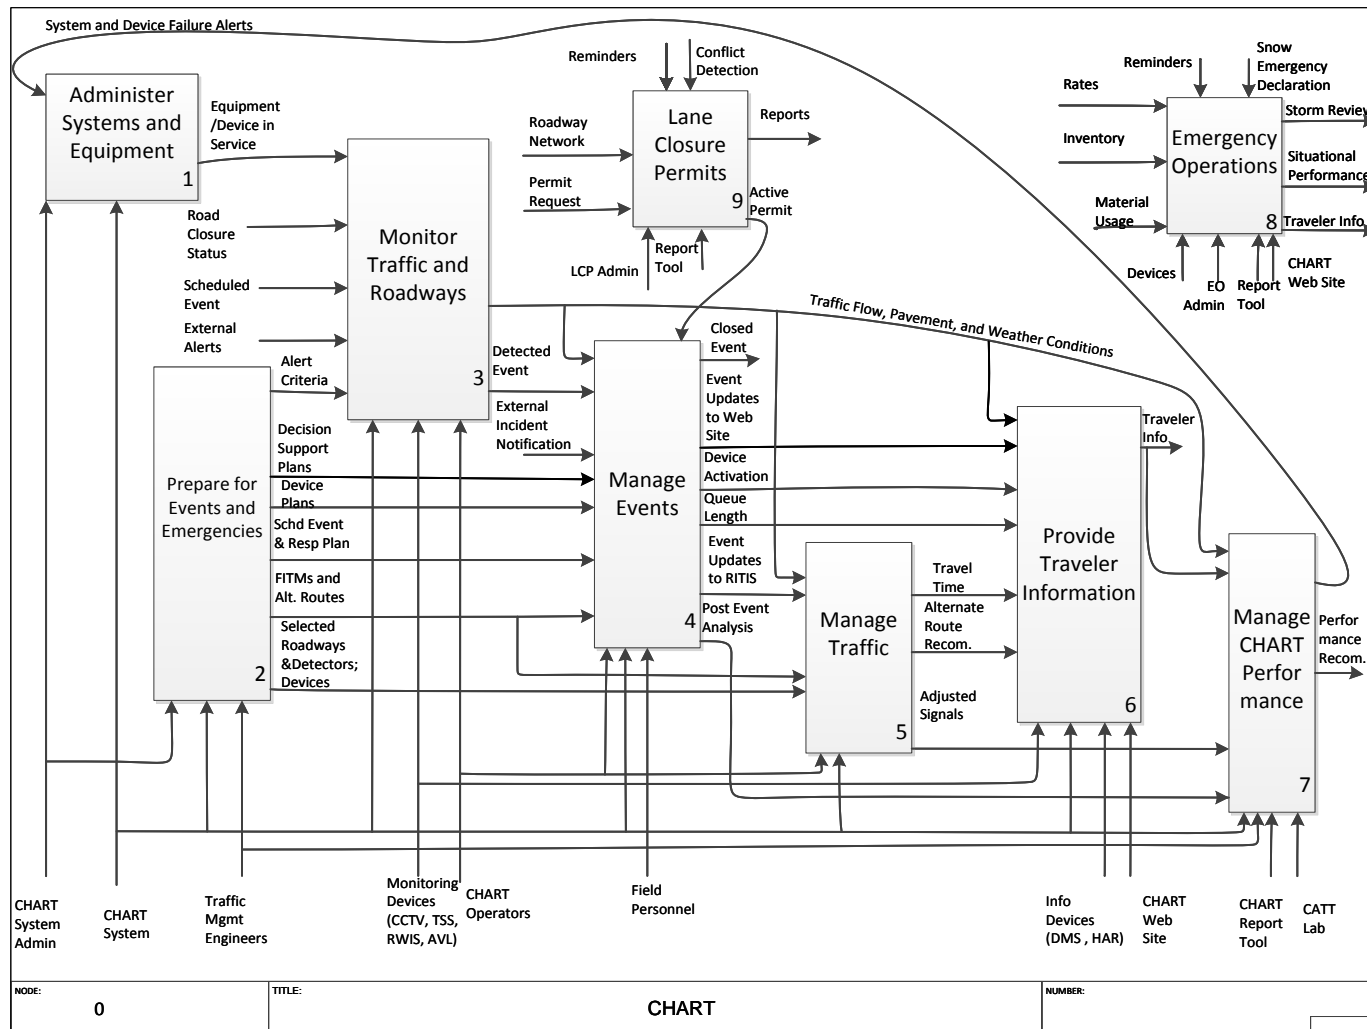 System and Device Failure Alerts
Administer
Systems and
Equipment
1
Equipment
/Device in
Service
Reminders
Conflict
Detection
Roadway
Network
Permit
Request
Lane
Closure
Permits
9
Reports
Active
Permit
LCP Admin
Report
Tool
Reminders
Snow
Emergency
Declaration
Rates
Inventory
Material
Usage
Emergency
Operations
8
Storm Review
Situational
Performance
Traveler Info.
Devices
EO
Admin
Report
Tool
CHART
Web Site
Road
Closure
Status
Scheduled
Event
External
Alerts
Alert
Criteria
Monitor
Traffic and
Roadways
3
Traffic Flow, Pavement, and Weather Conditions
Detected
Event
External
Incident
Notification
Prepare for
Events and
Emergencies
2
Decision
Support
Plans
Device
Plans
Schd Event
& Resp Plan
FITMs and
Alt. Routes
Selected
Roadways
&Detectors;
Devices
Manage
Events
4
Closed
Event
Event
Updates
to Web
Site
Device
Activation
Queue
Length
Event
Updates
to RITIS
Post Event
Analysis
Manage
Traffic
5
Travel
Time
Alternate
Route
Recom.
Adjusted
Signals
Provide
Traveler
Information
6
Traveler
Info
Manage
CHART
Perfor
mance
7
Perfor
mance
Recom.
CHART
System
Admin
CHART
System
Traffic
Mgmt
Engineers
Monitoring
Devices
(CCTV, TSS,
RWIS, AVL)
CHART
Operators
Field
Personnel
Info
Devices
(DMS , HAR)
CHART
Web
Site
CHART
Report
Tool
CATT
Lab
NODE:
0
TITLE:
CHART
NUMBER: